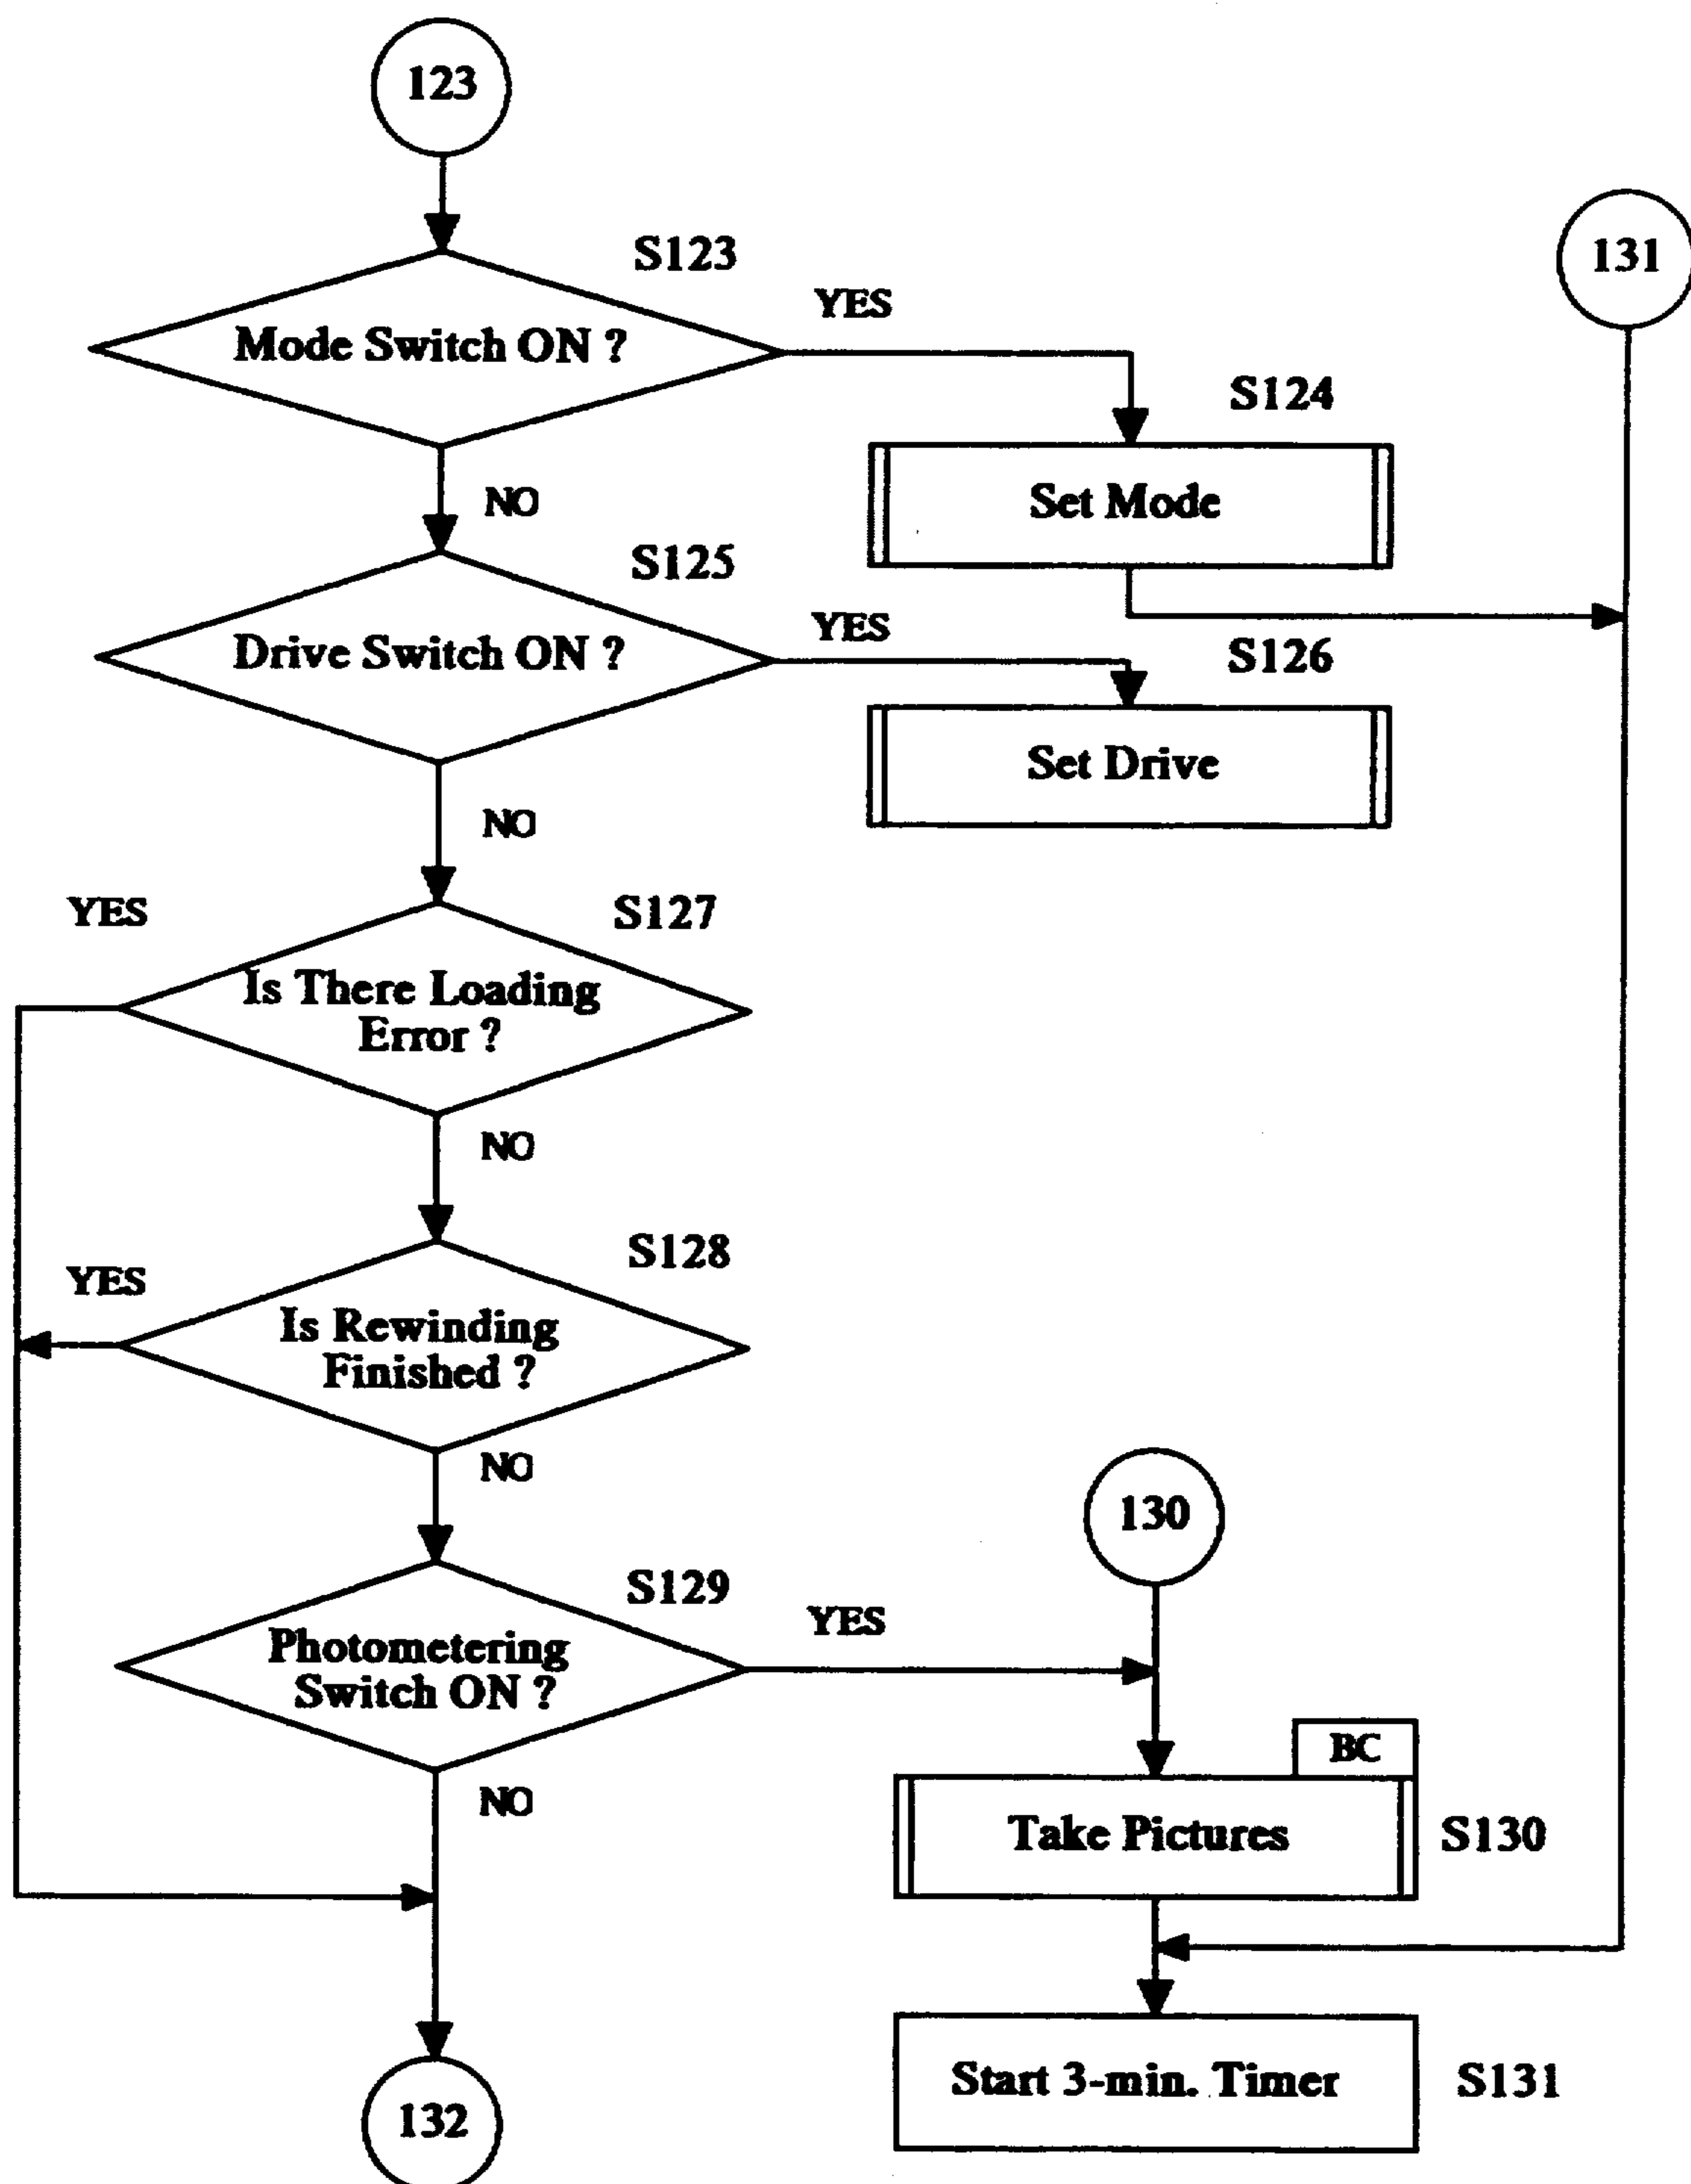 123
S123
131
Mode Switch ON ?
YES
S124
Set Mode
NO
S125
Drive Switch ON ?
YES
S126
Set Drive
NO
YES
S127
Is There Loading
Error ?
NO
S128
YES
Is Rewinding
Finished ?
NO
130
S129
YES
Photometering
Switch ON ?
BC
NO
Take Pictures
S130
Start 3-min. Timer
S131
132